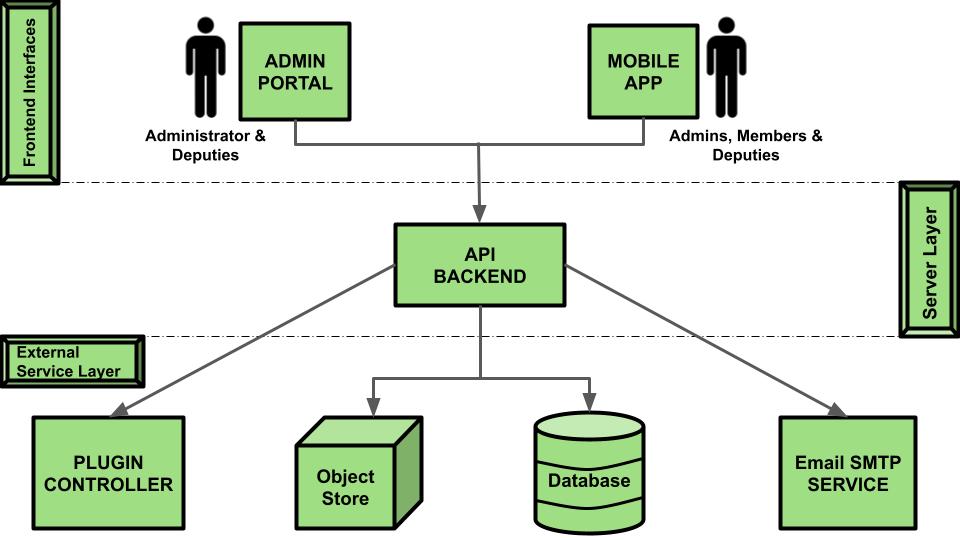 Frontend Interfaces
ADMIN
PORTAL
MOBILE
APP
Administrator &
Deputies
Admins, Members &
Deputies
Server Layer
API
BACKEND
External
Service Layer
PLUGIN
CONTROLLER
Object
Store
Database
Email SMTP
SERVICE